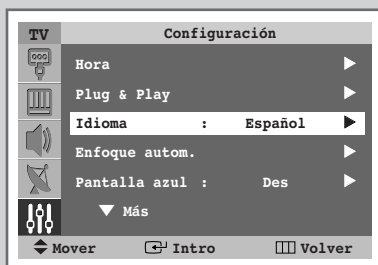 TV Configuración
Hora
Plug & Play
Idioma : Español
Enfoque autom.
Pantalla azul : Des
Más
Mover Intro Volver